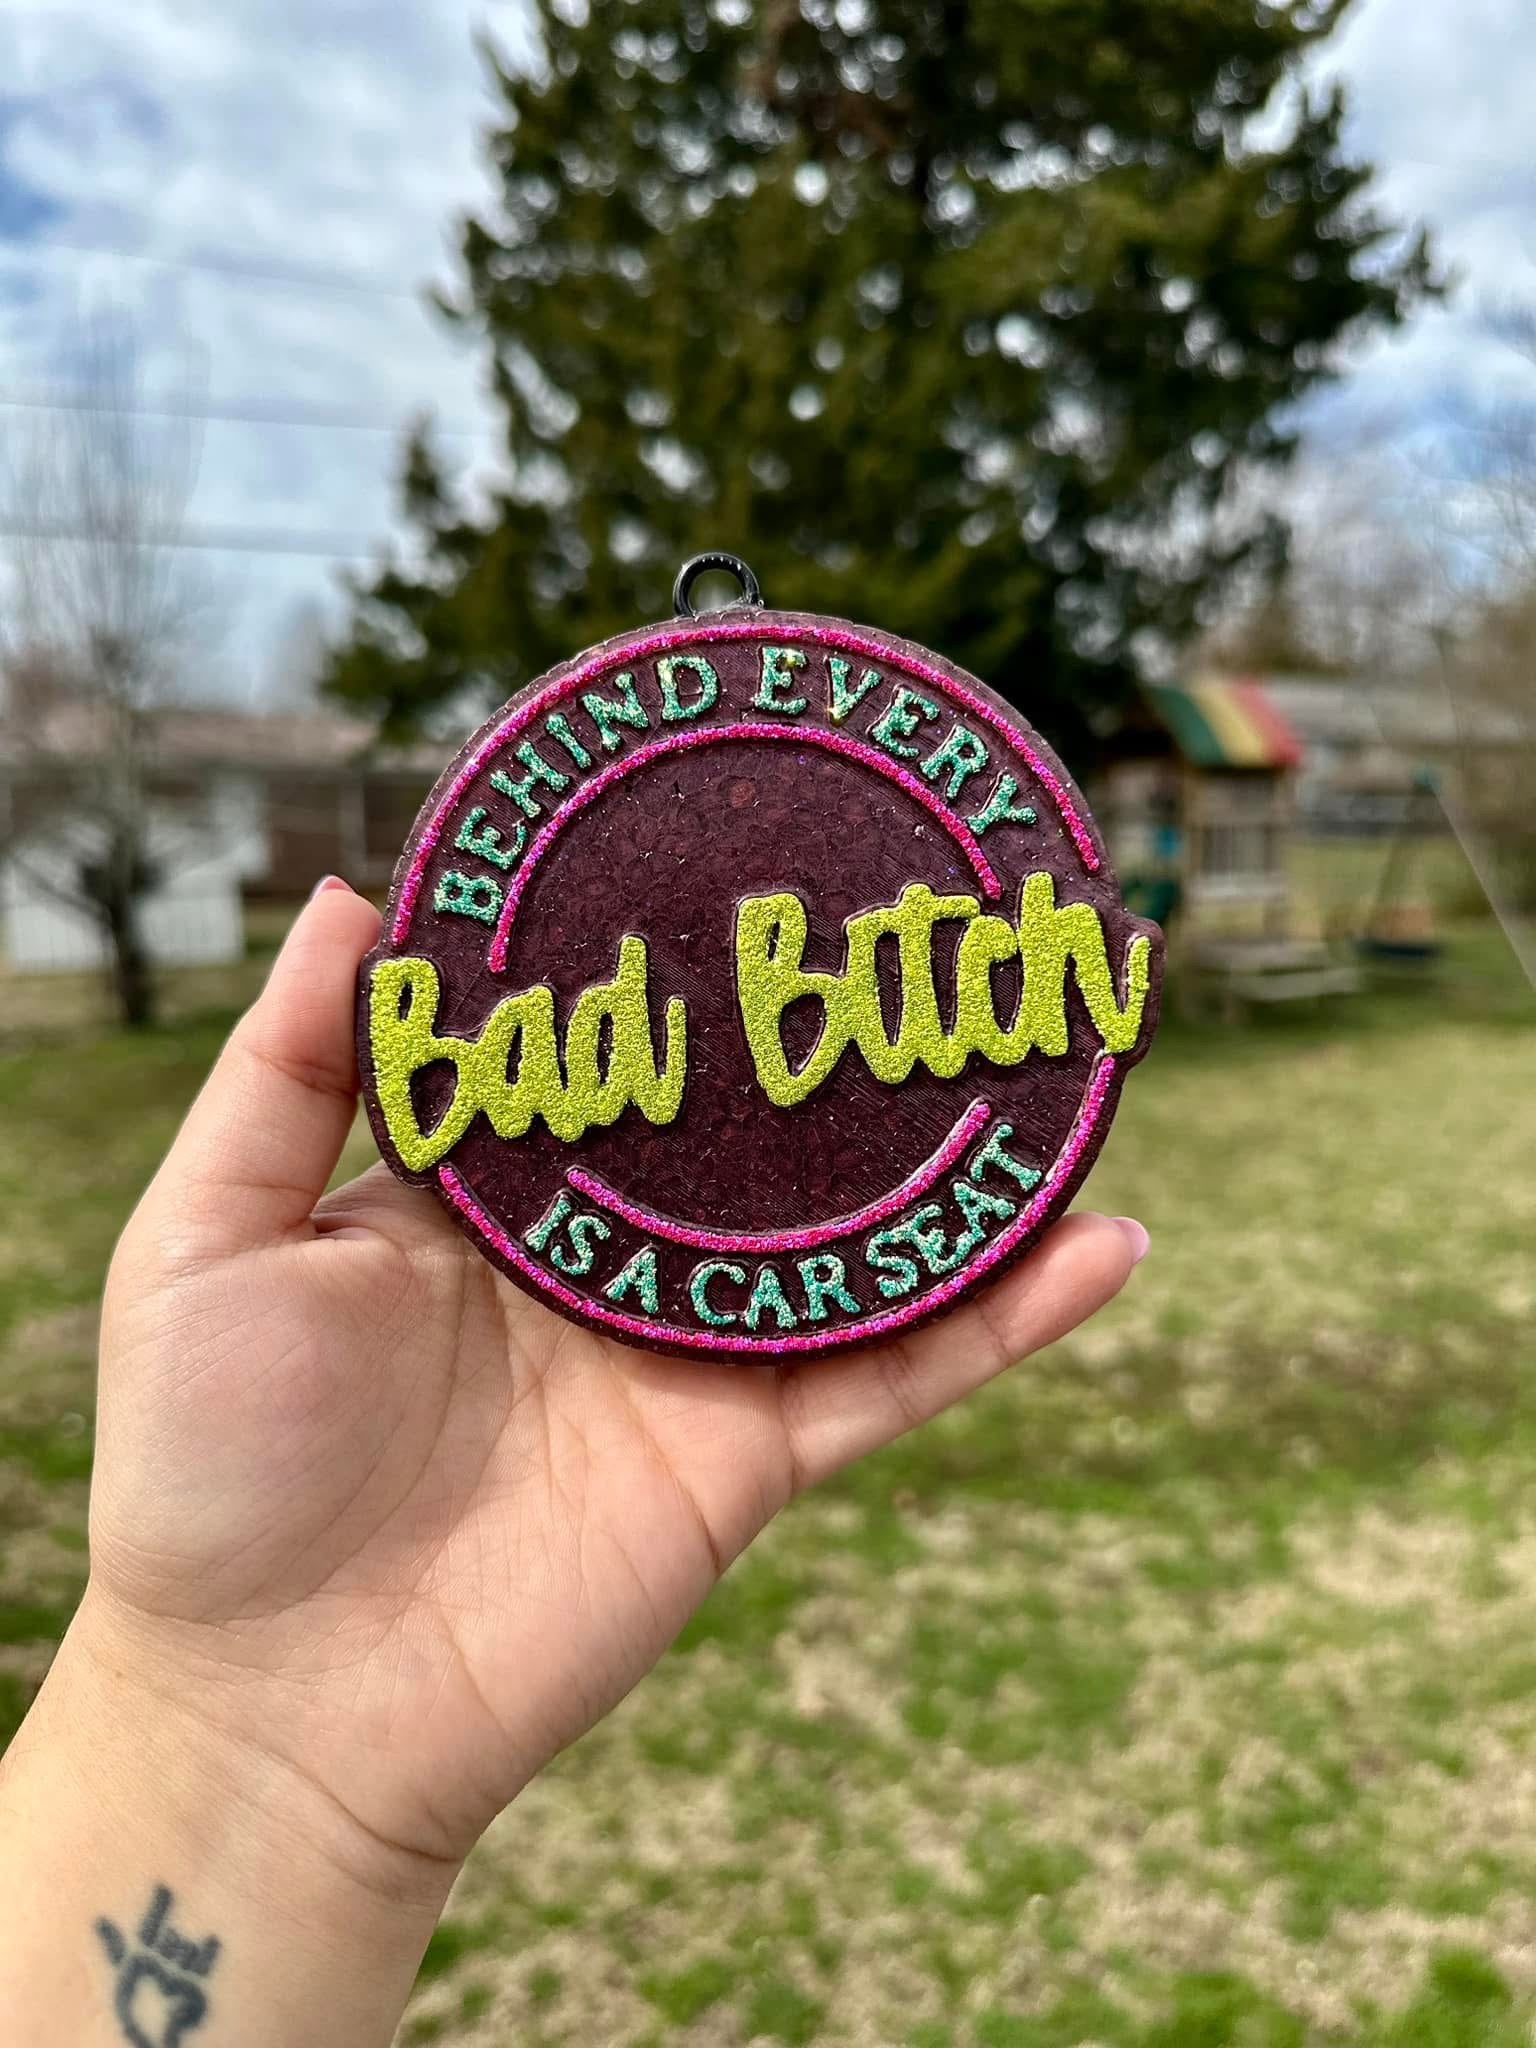 BEHIND EVERY
Bad Bitch
IS A CAR SEAT